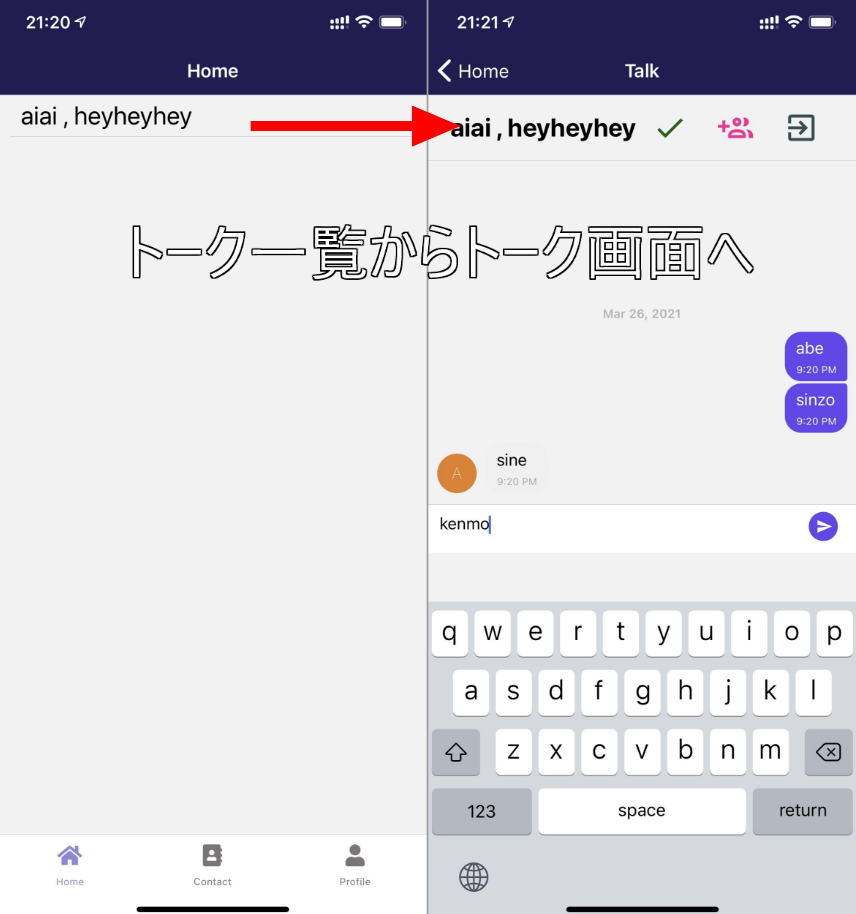 21:20
Home
aiai , heyheyhey
Home
Contact
Profile
21:21
Home
Talk
aiai , heyheyhey
トーク一覧からトーク画面へ
Mar 26, 2021
abe
9:20 PM
sinzo
9:20 PM
A
sine
9:20 PM
kenmo
q w e r t y u i o p
a s d f g h j k l
z x c v b n m
123 space return